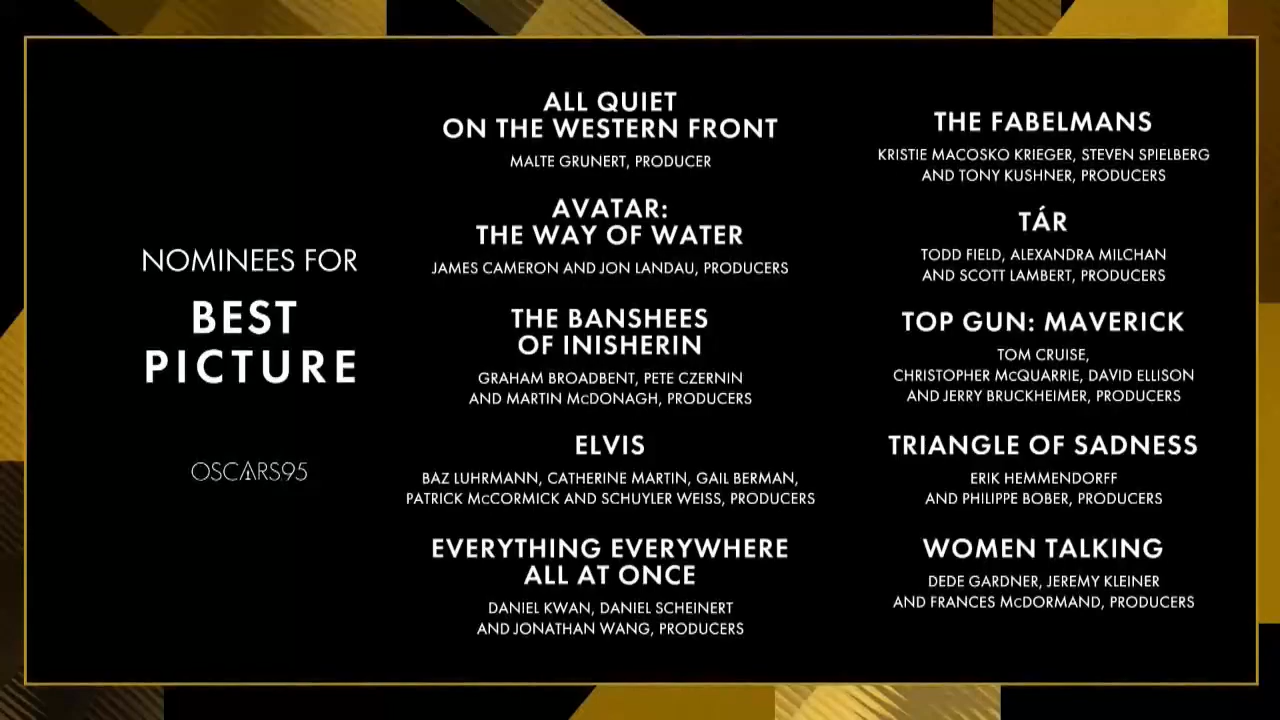 NOMINEES FOR
BEST
PICTURE
OSCARS95
ALL QUIET
ON THE WESTERN FRONT
MALTE GRUNERT, PRODUCER
AVATAR:
THE WAY OF WATER
JAMES CAMERON AND JON LANDAU, PRODUCERS
THE BANSHEES
OF INISHERIN
GRAHAM BROADBENT, PETE CZERNIN
AND MARTIN McDONAGH, PRODUCERS
ELVIS
BAZ LUHRMANN, CATHERINE MARTIN, GAIL BERMAN,
PATRICK McCORMICK AND SCHUYLER WEISS, PRODUCERS
EVERYTHING EVERYWHERE
ALL AT ONCE
DANIEL KWAN, DANIEL SCHEINERT
AND JONATHAN WANG, PRODUCERS
THE FABELMANS
KRISTIE MACOSKO KRIEGER, STEVEN SPIELBERG
AND TONY KUSHNER, PRODUCERS
TÁR
TODD FIELD, ALEXANDRA MILCHAN
AND SCOTT LAMBERT, PRODUCERS
TOP GUN: MAVERICK
TOM CRUISE,
CHRISTOPHER McQUARRIE, DAVID ELLISON
AND JERRY BRUCKHEIMER, PRODUCERS
TRIANGLE OF SADNESS
ERIK HEMMENDORFF
AND PHILIPPE BOBER, PRODUCERS
WOMEN TALKING
DEDE GARDNER, JEREMY KLEINER
AND FRANCES McDORMAND, PRODUCERS